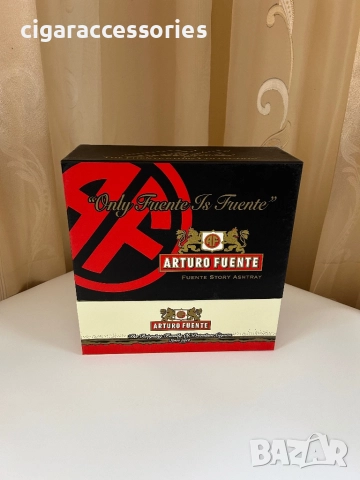 cigaraccessories
"Only Fuente Is Fuente"
ARTURO FUENTE
FUENTE STORY ASHTRAY
ARTURO FUENTE
BAZAR